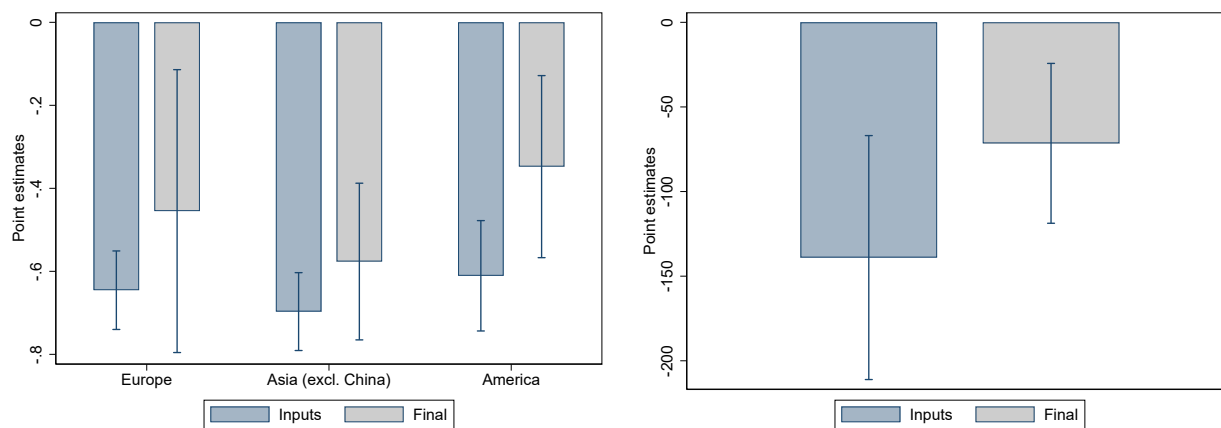 Point estimates
0
-.2
-.4
-.6
-.8
Europe
Asia (excl. China)
America
Inputs
Final
Point estimates
0
-50
-100
-150
-200
Inputs
Final